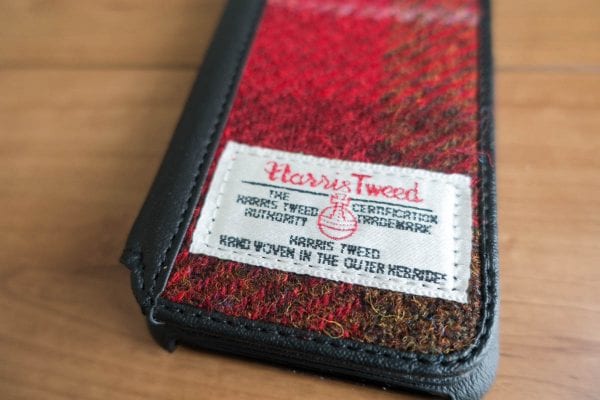 Harris Tweed
THE HARRIS TWEED AUTHORITY
CERTIFICATION TRADEMARK
HARRIS TWEED
HAND WOVEN IN THE OUTER HEBRIDES